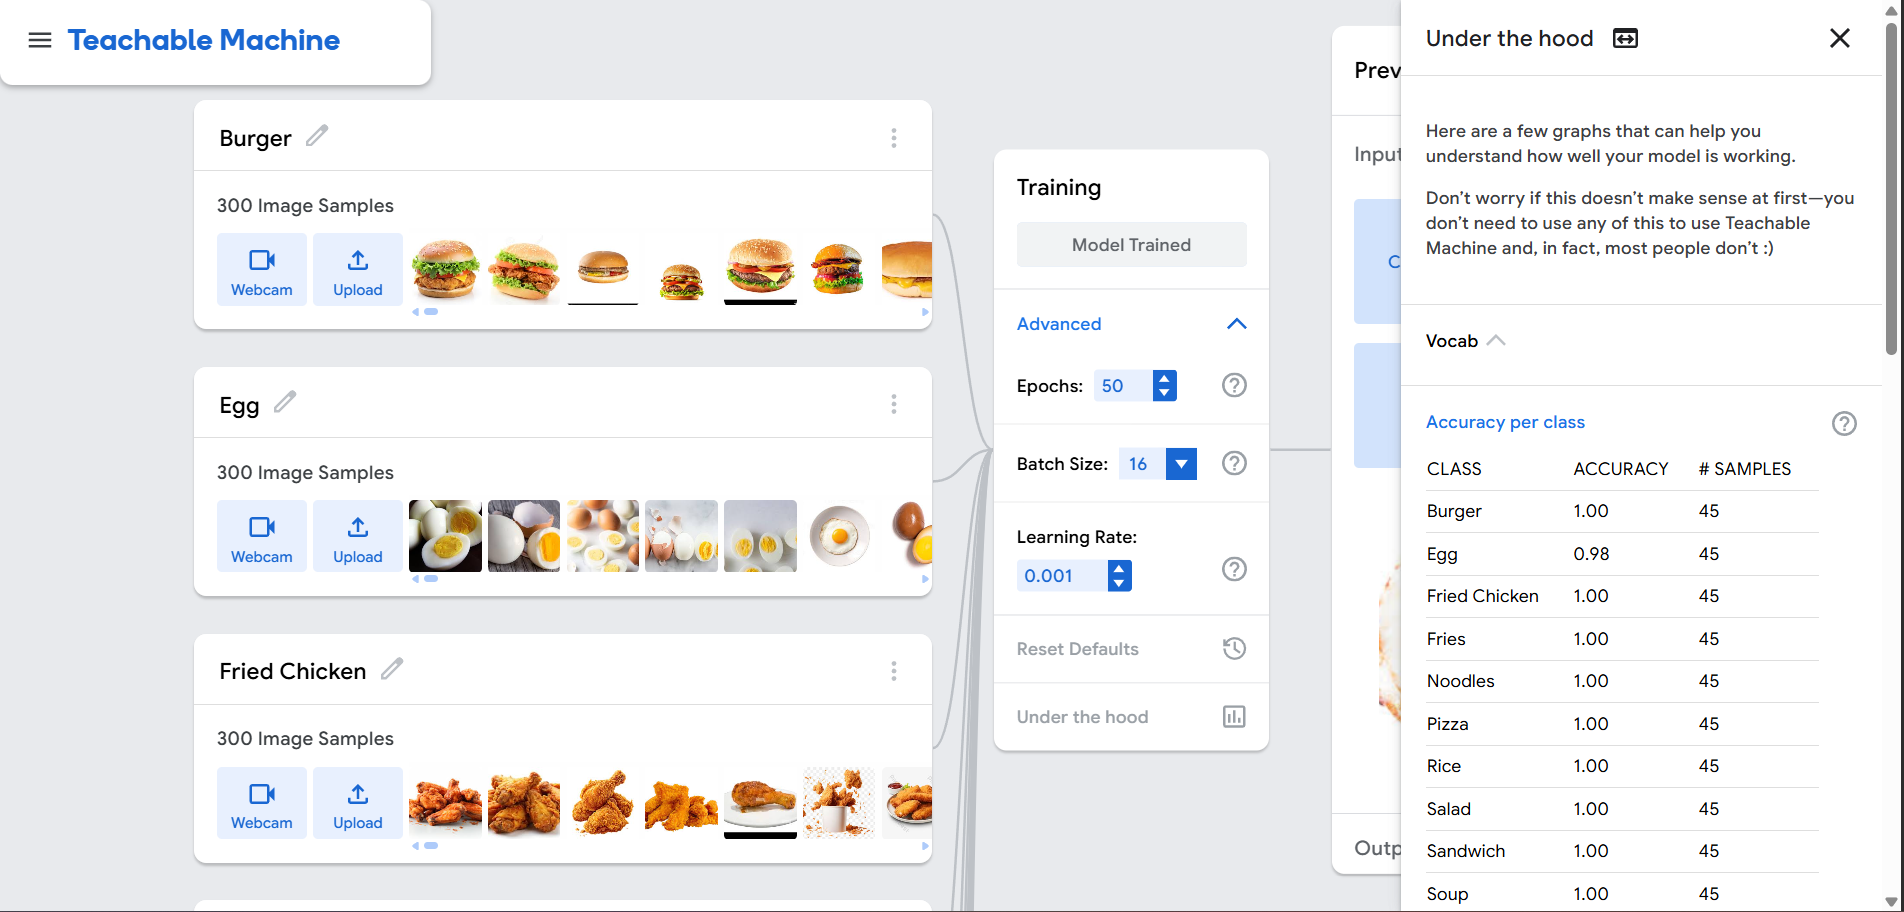 Teachable Machine
Burger
300 Image Samples
Webcam
Upload
Egg
300 Image Samples
Webcam
Upload
Fried Chicken
300 Image Samples
Webcam
Upload
Training
Model Trained
Advanced
Epochs: 50
Batch Size: 16
Learning Rate:
0.001
Reset Defaults
Under the hood
Prev
Input
C
Outp
Under the hood
Here are a few graphs that can help you
understand how well your model is working.
Don’t worry if this doesn’t make sense at first—you
don’t need to use any of this to use Teachable
Machine and, in fact, most people don’t :)
Vocab
Accuracy per class
CLASS ACCURACY # SAMPLES
Burger 1.00 45
Egg 0.98 45
Fried Chicken 1.00 45
Fries 1.00 45
Noodles 1.00 45
Pizza 1.00 45
Rice 1.00 45
Salad 1.00 45
Sandwich 1.00 45
Soup 1.00 45